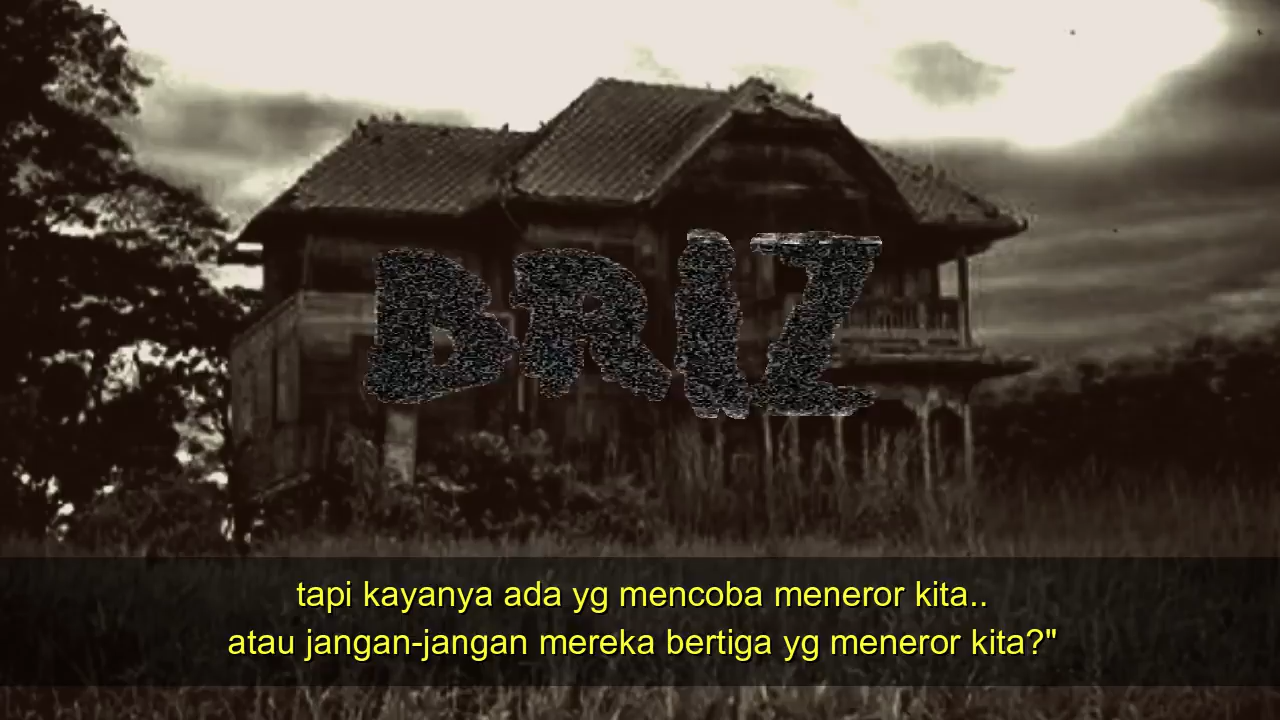 BRIZ
tapi kayanya ada yg mencoba meneror kita..
atau jangan-jangan mereka bertiga yg meneror kita?"